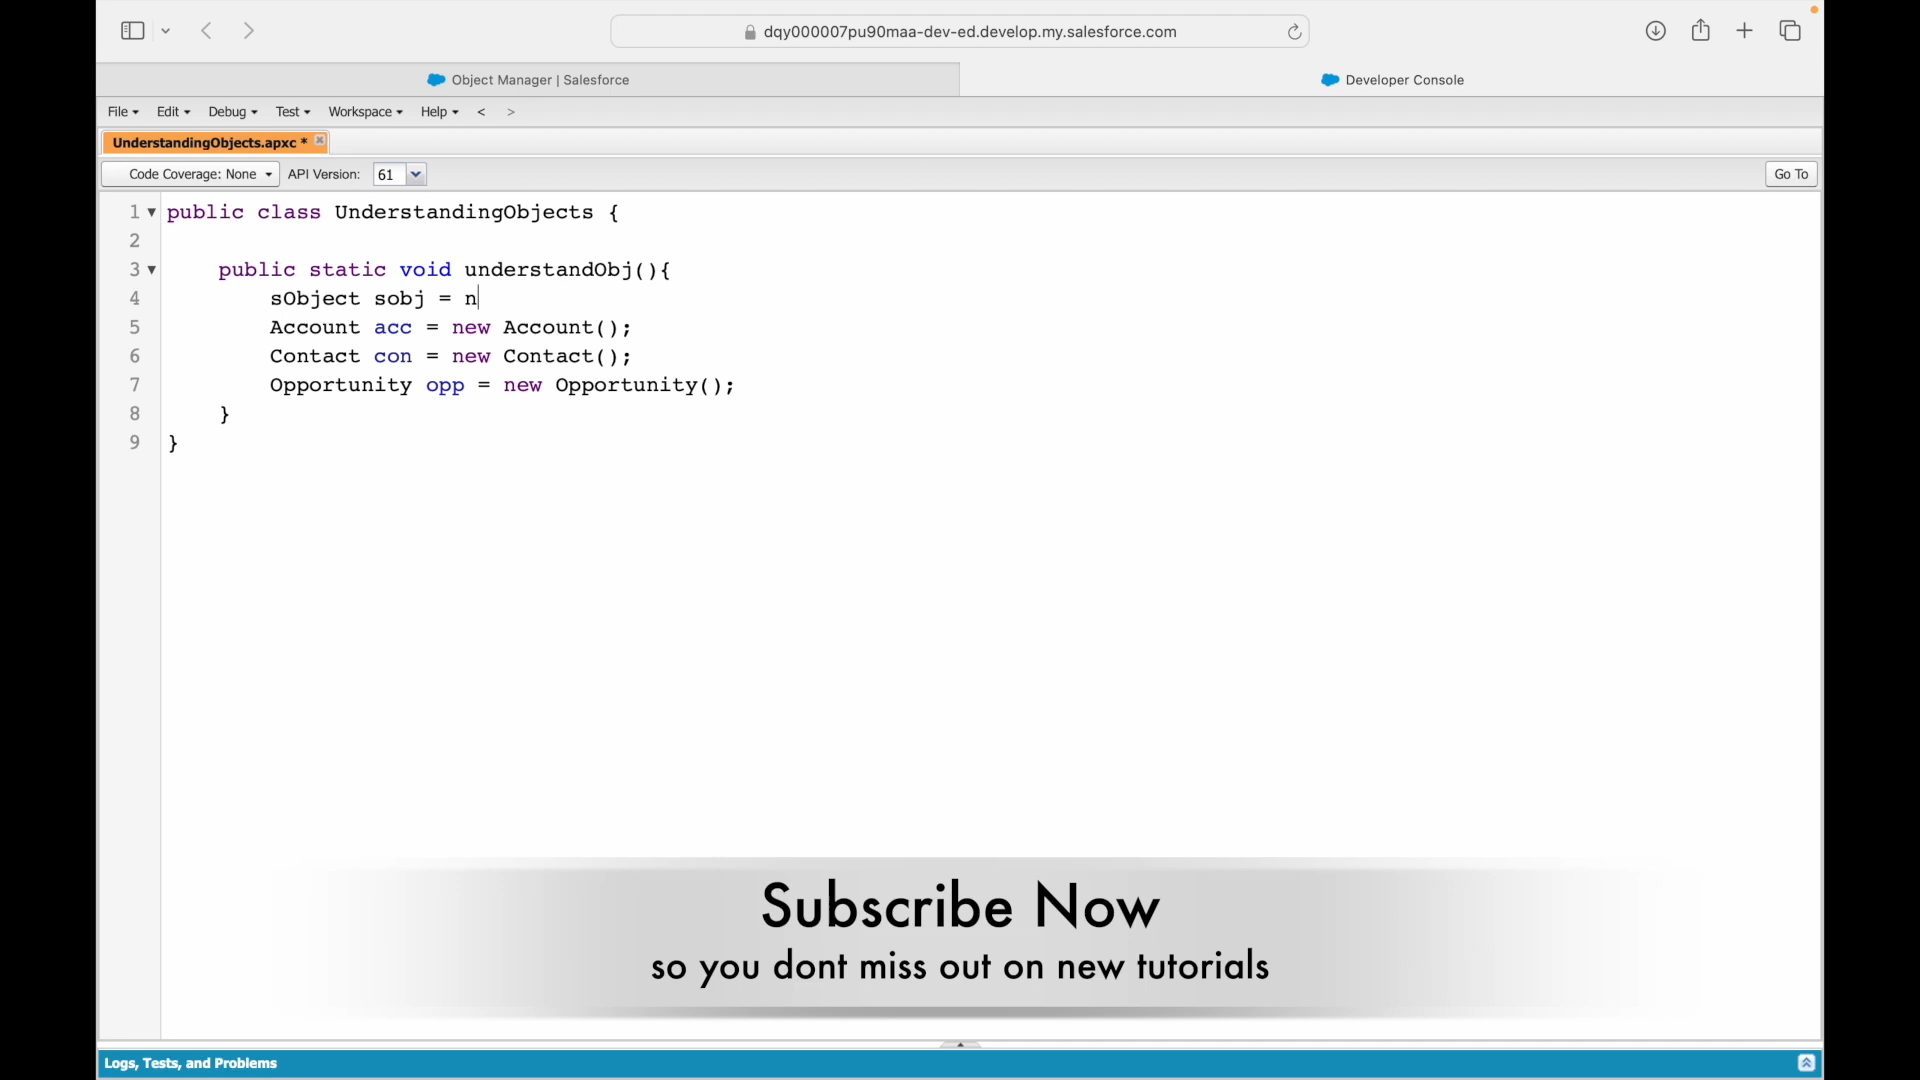 dqy000007pu90maa-dev-ed.develop.my.salesforce.com
Object Manager | Salesforce
Developer Console
File Edit Debug Test Workspace Help < >
UnderstandingObjects.apxc *
Code Coverage: None API Version: 61 Go To
1 public class UnderstandingObjects {
2
3 public static void understandObj(){
4 sObject sobj = n
5 Account acc = new Account();
6 Contact con = new Contact();
7 Opportunity opp = new Opportunity();
8 }
9 }
Subscribe Now
so you dont miss out on new tutorials
Logs, Tests, and Problems